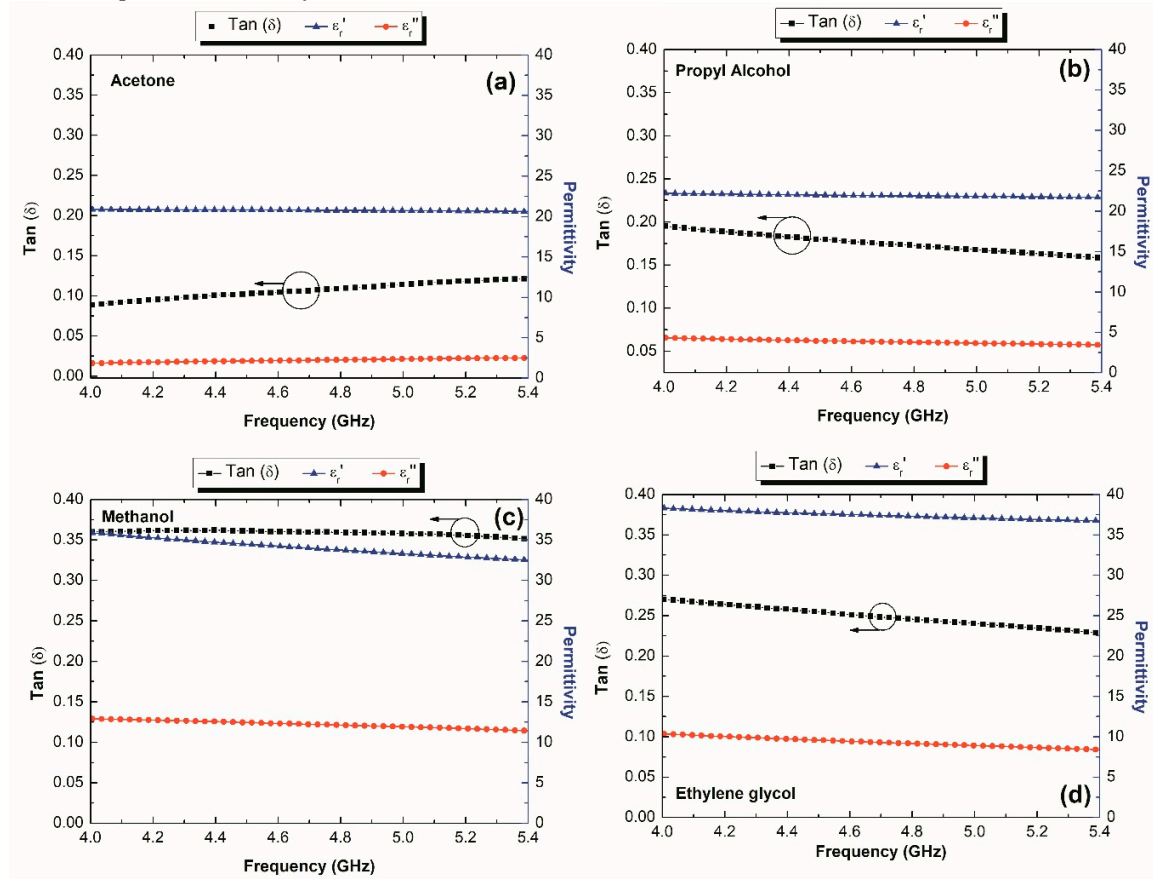 Tan (δ) εr' εr''
(a)
Acetone
0.40
0.35
0.30
0.25
0.20
0.15
0.10
0.05
0.00
40
35
30
25
20
15
10
5
0
Tan (δ)
Permittivity
4.0 4.2 4.4 4.6 4.8 5.0 5.2 5.4
Frequency (GHz)
Tan (δ) εr' εr''
(b)
Propyl Alcohol
0.40
0.35
0.30
0.25
0.20
0.15
0.10
0.05
40
35
30
25
20
15
10
5
0
Tan (δ)
Permittivity
4.0 4.2 4.4 4.6 4.8 5.0 5.2 5.4
Frequency (GHz)
Tan (δ) εr' εr''
Methanol (c)
0.40
0.35
0.30
0.25
0.20
0.15
0.10
0.05
0.00
40
35
30
25
20
15
10
5
0
Tan (δ)
Permittivity
4.0 4.2 4.4 4.6 4.8 5.0 5.2 5.4
Frequency (GHz)
Tan (δ) εr' εr''
0.40
0.35
0.30
0.25
0.20
0.15
0.10
0.05
0.00
40
35
30
25
20
15
10
5
0
Tan (δ)
Permittivity
Ethylene glycol (d)
4.0 4.2 4.4 4.6 4.8 5.0 5.2 5.4
Frequency (GHz)